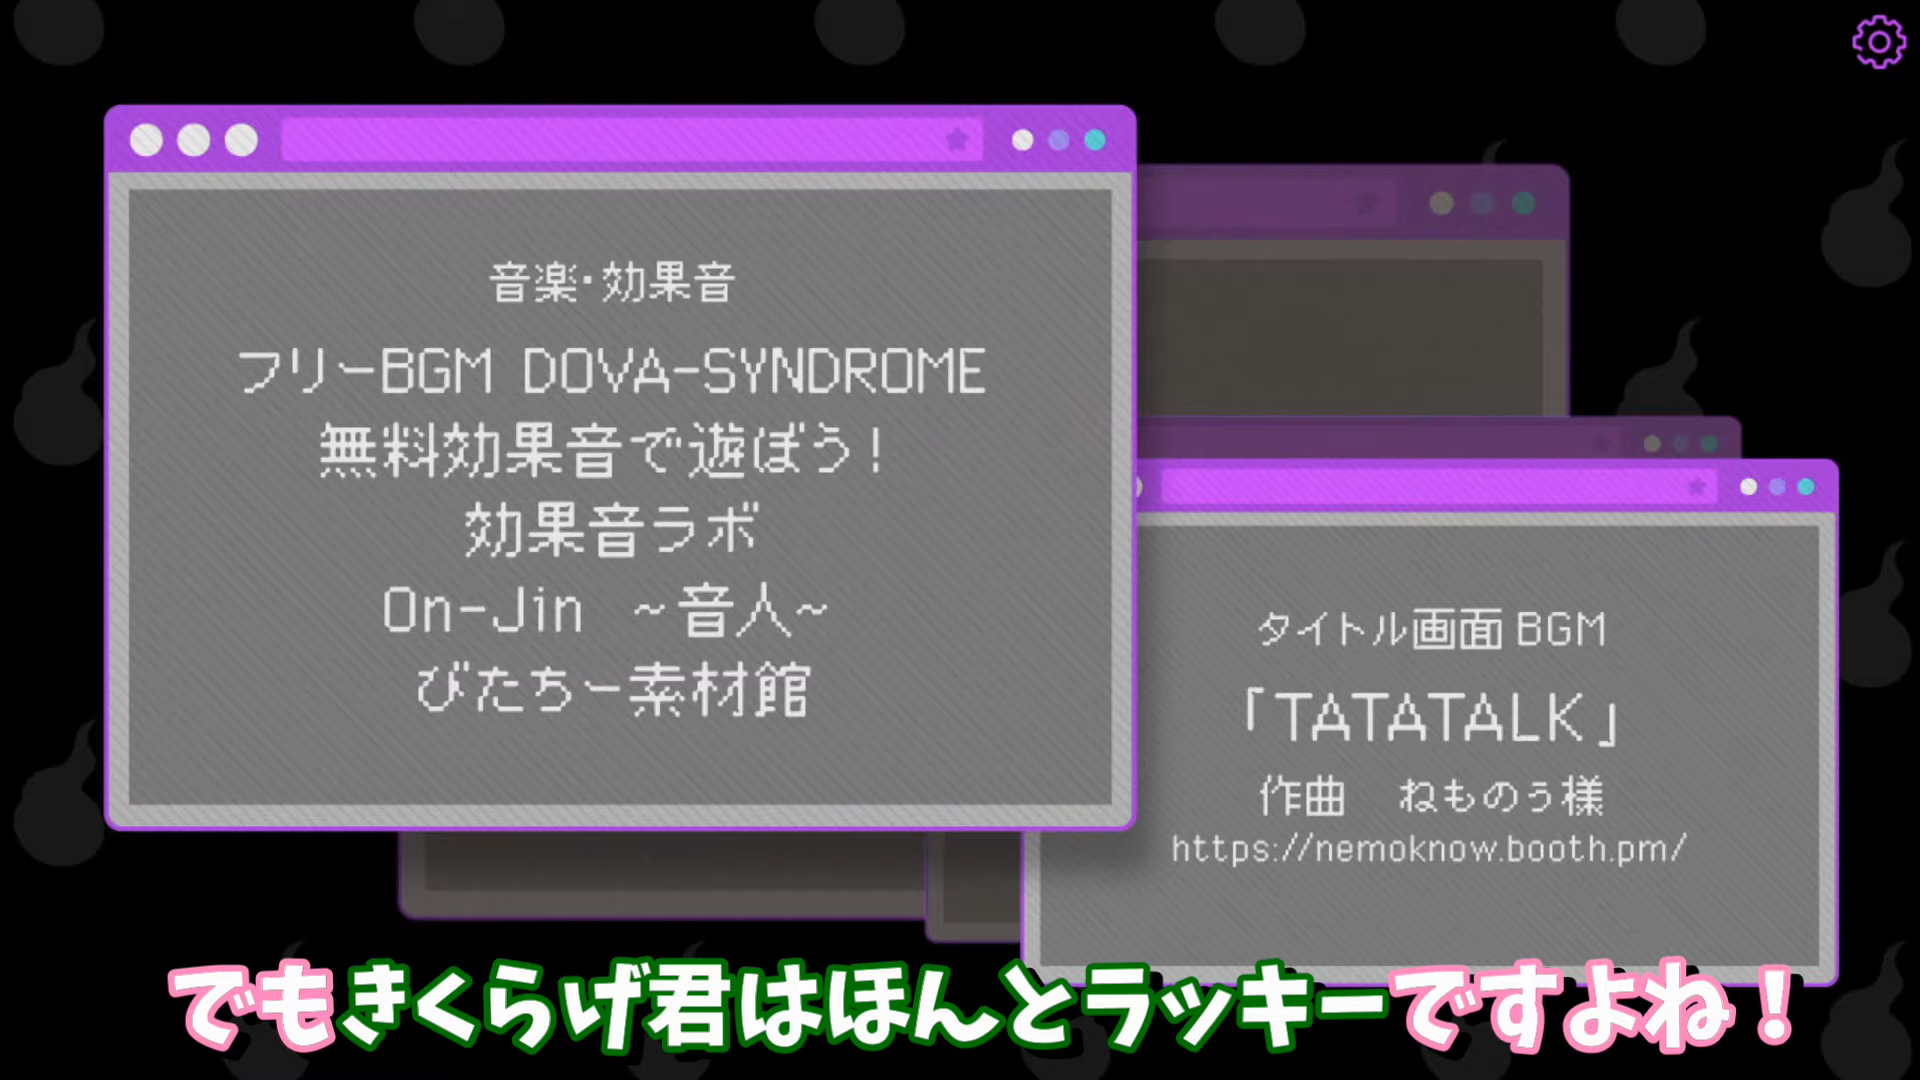 音楽・効果音
フリーBGM DOVA-SYNDROME
無料効果音で遊ぼう！
効果音ラボ
On-Jin ～音人～
びたちー素材館
タイトル画面BGM
「TATATALK」
作曲 ねものぅ様
https://nemoknow.booth.pm/
でもきくらげ君はほんとラッキーですよね！